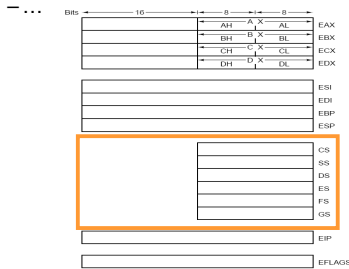 – ...
Bits 16 8 8
AH A X AL EAX
BH B X BL EBX
CH C X CL ECX
DH D X DL EDX
ESI
EDI
EBP
ESP
CS
SS
DS
ES
FS
GS
EIP
EFLAGS